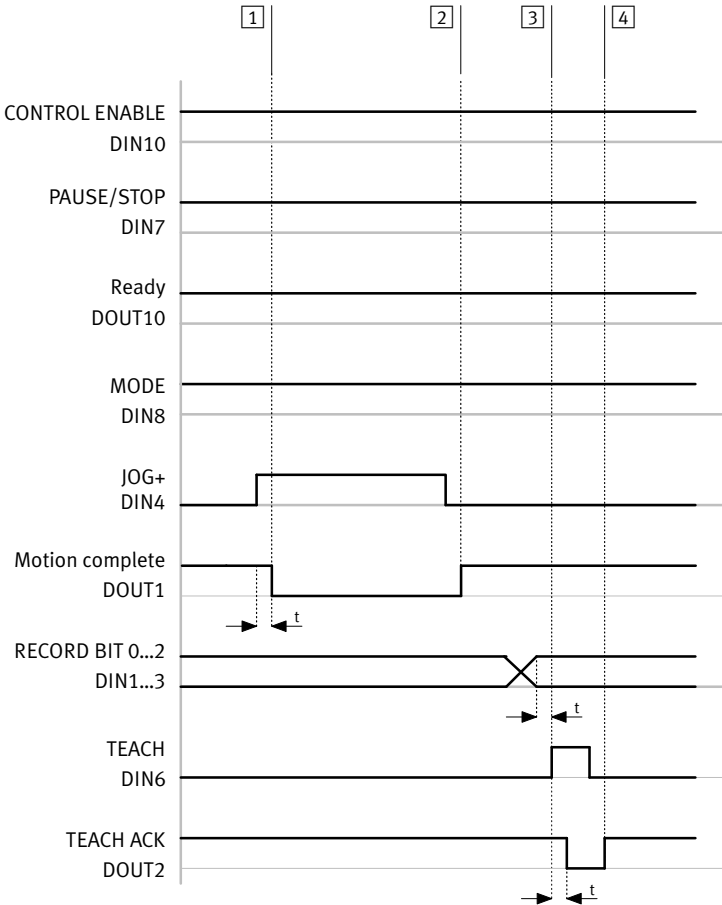 1 2 3 4
CONTROL ENABLE
DIN10
PAUSE/STOP
DIN7
Ready
DOUT10
MODE
DIN8
JOG+
DIN4
Motion complete
DOUT1
t
RECORD BIT 0...2
DIN1...3
t
TEACH
DIN6
TEACH ACK
DOUT2
t